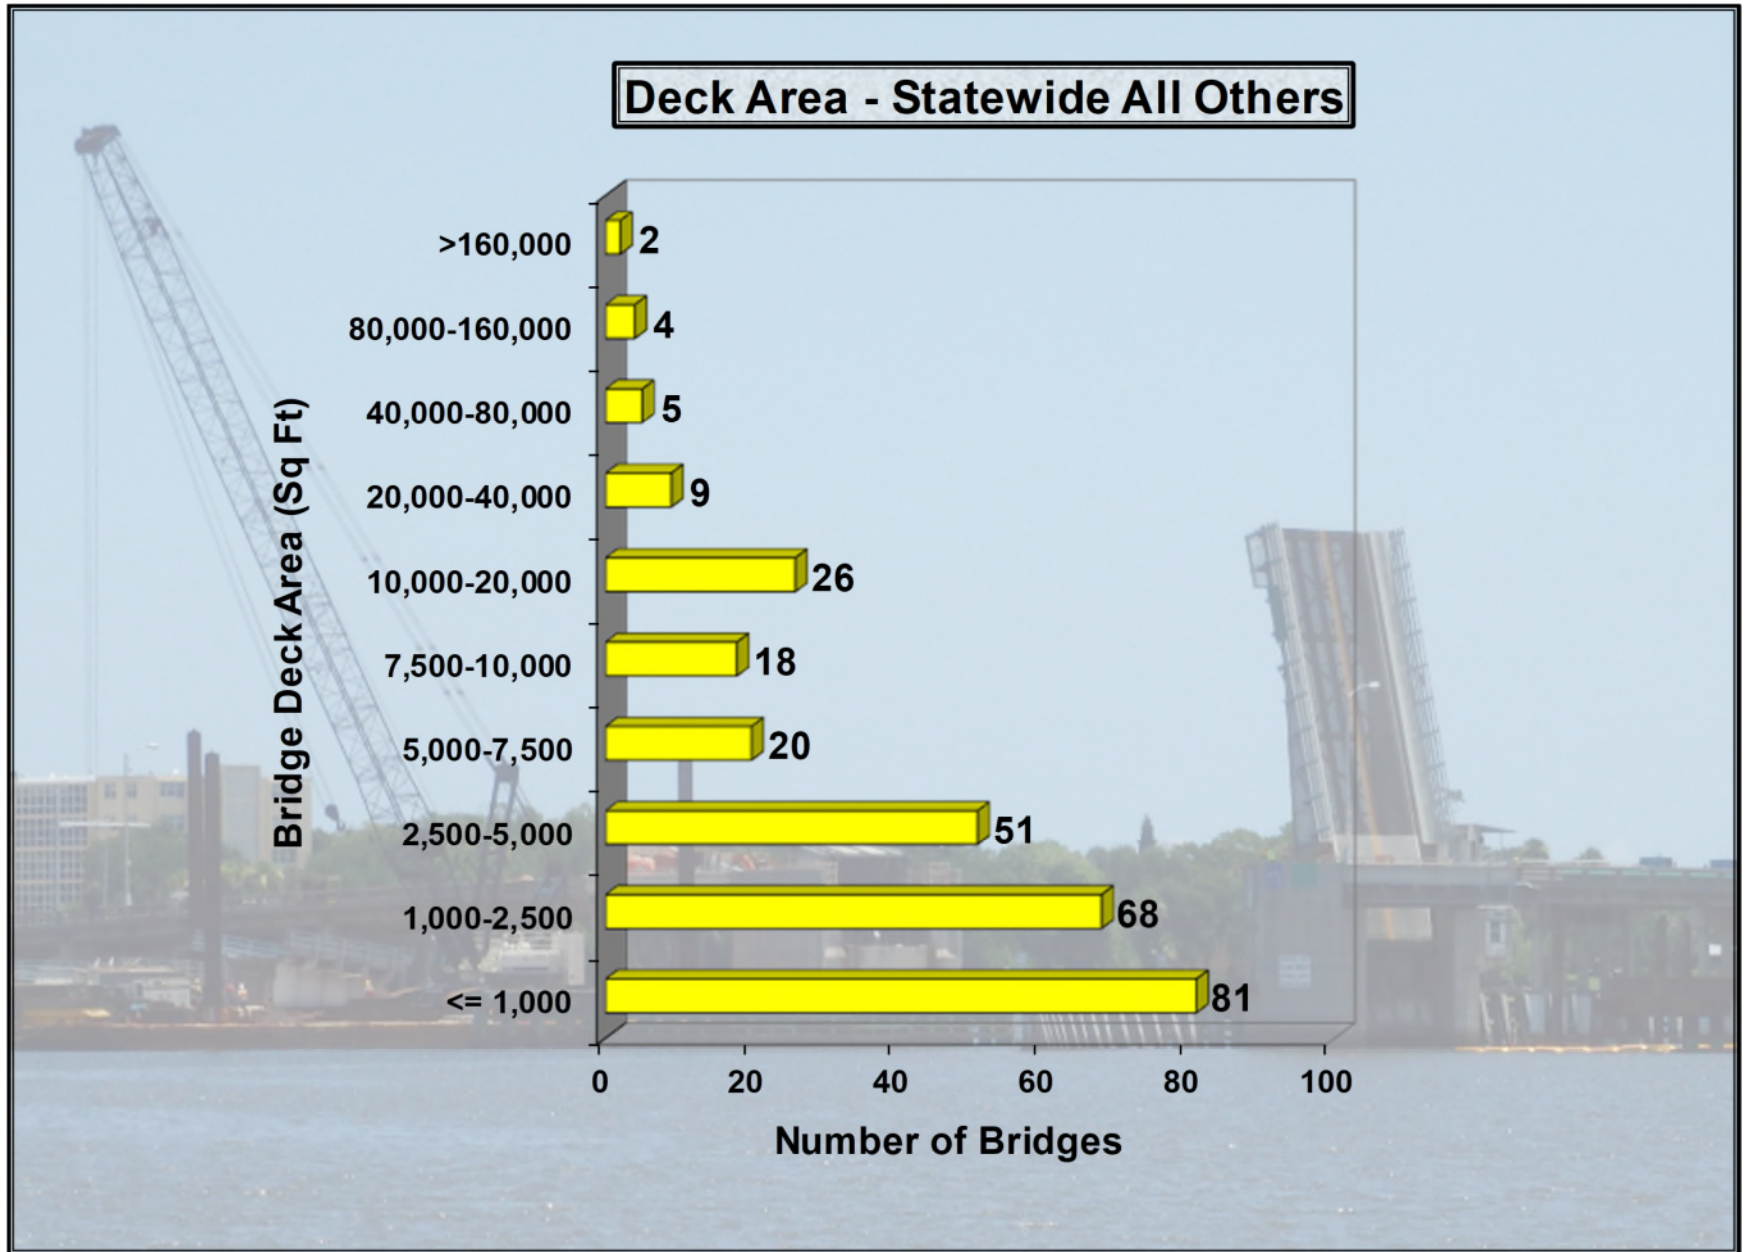 Deck Area - Statewide All Others
Bridge Deck Area (Sq Ft)
>160,000 2
80,000-160,000 4
40,000-80,000 5
20,000-40,000 9
10,000-20,000 26
7,500-10,000 18
5,000-7,500 20
2,500-5,000 51
1,000-2,500 68
<= 1,000 81
0 20 40 60 80 100
Number of Bridges